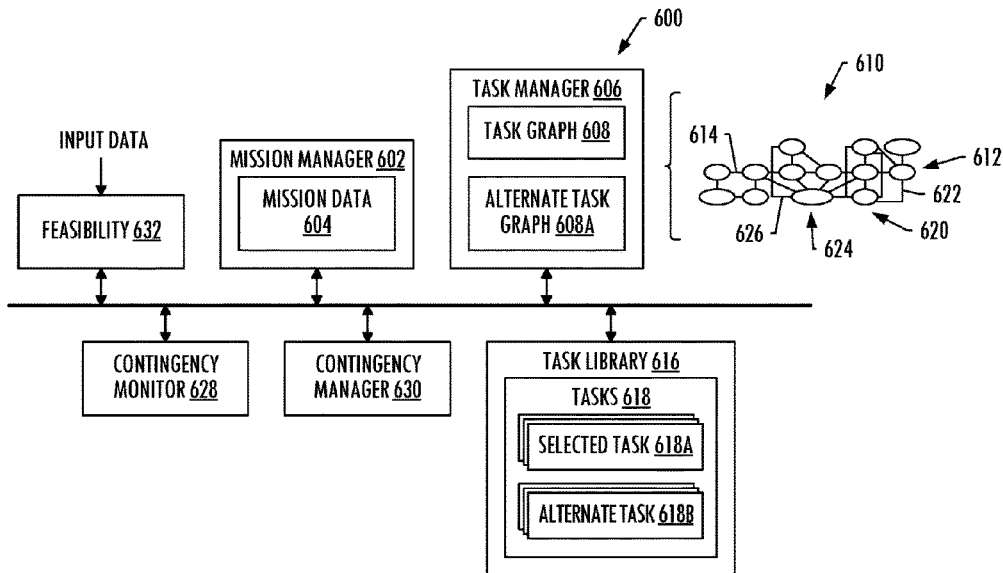 600
610
TASK MANAGER 606
TASK GRAPH 608
ALTERNATE TASK
GRAPH 608A
614
612
622
620
624
626
INPUT DATA
MISSION MANAGER 602
MISSION DATA
604
FEASIBILITY 632
CONTINGENCY
MONITOR 628
CONTINGENCY
MANAGER 630
TASK LIBRARY 616
TASKS 618
SELECTED TASK 618A
ALTERNATE TASK 618B